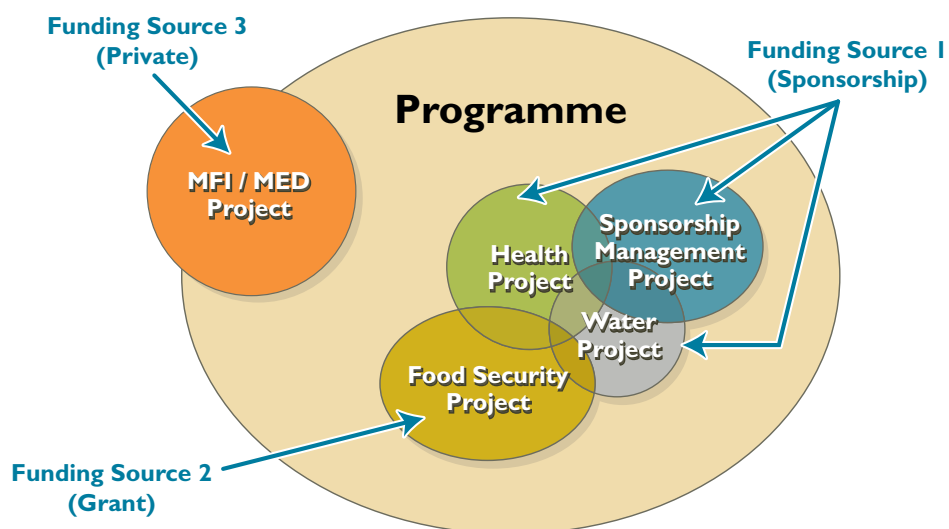 Funding Source 3
(Private)
Funding Source 1
(Sponsorship)
Programme
MFI / MED
Project
Sponsorship
Management
Project
Health
Project
Water
Project
Food Security
Project
Funding Source 2
(Grant)